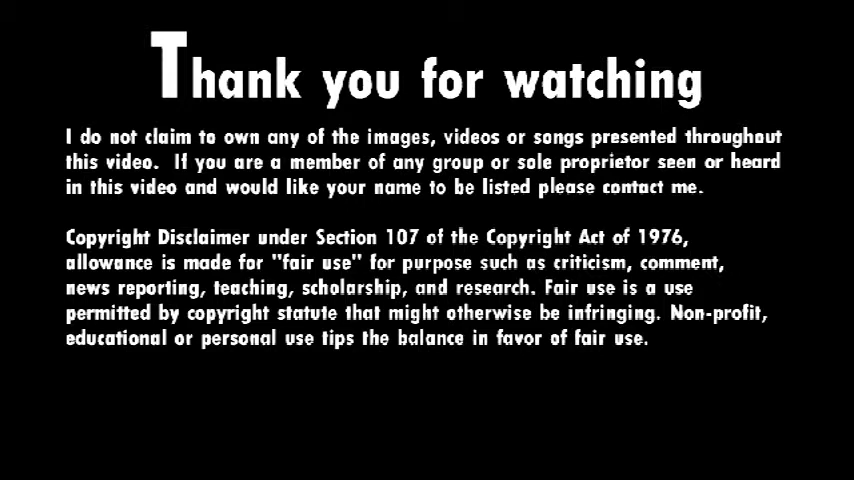 Thank you for watching
I do not claim to own any of the images, videos or songs presented throughout
this video. If you are a member of any group or sole proprietor seen or heard
in this video and would like your name to be listed please contact me.
Copyright Disclaimer under Section 107 of the Copyright Act of 1976,
allowance is made for "fair use" for purpose such as criticism, comment,
news reporting, teaching, scholarship, and research. Fair use is a use
permitted by copyright statute that might otherwise be infringing. Non-profit,
educational or personal use tips the balance in favor of fair use.